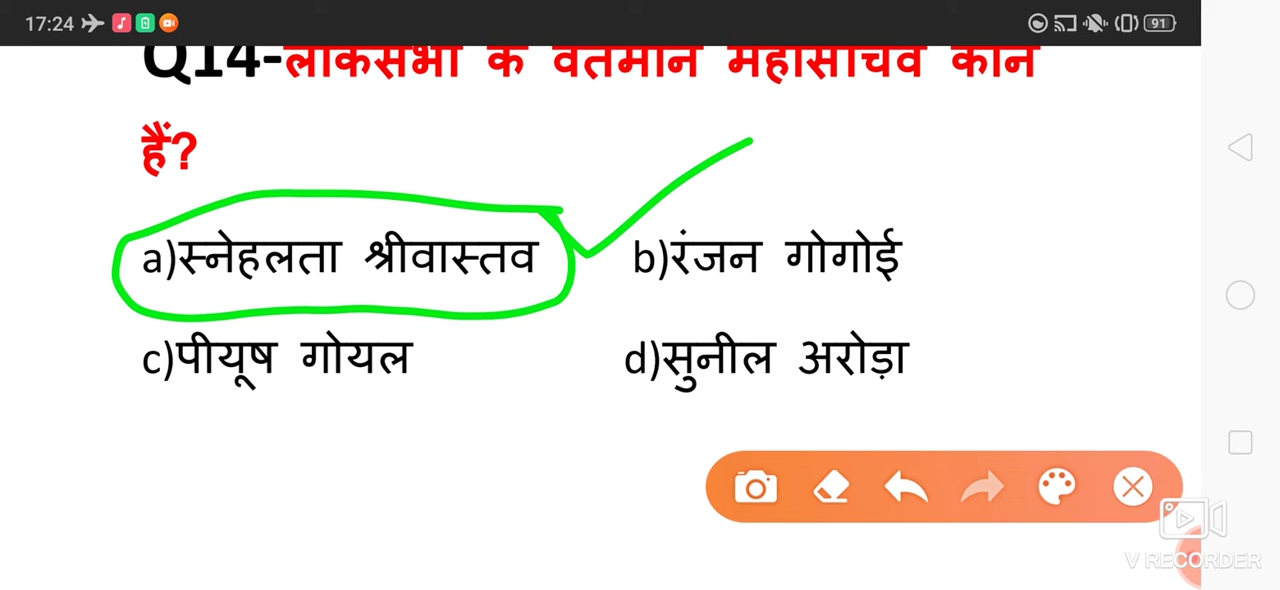 17:24 91
Q14-लोकसभा के वर्तमान महासचिव कौन
हैं?
a)स्नेहलता श्रीवास्तव b)रंजन गोगोई
c)पीयूष गोयल d)सुनील अरोड़ा
V RECORDER